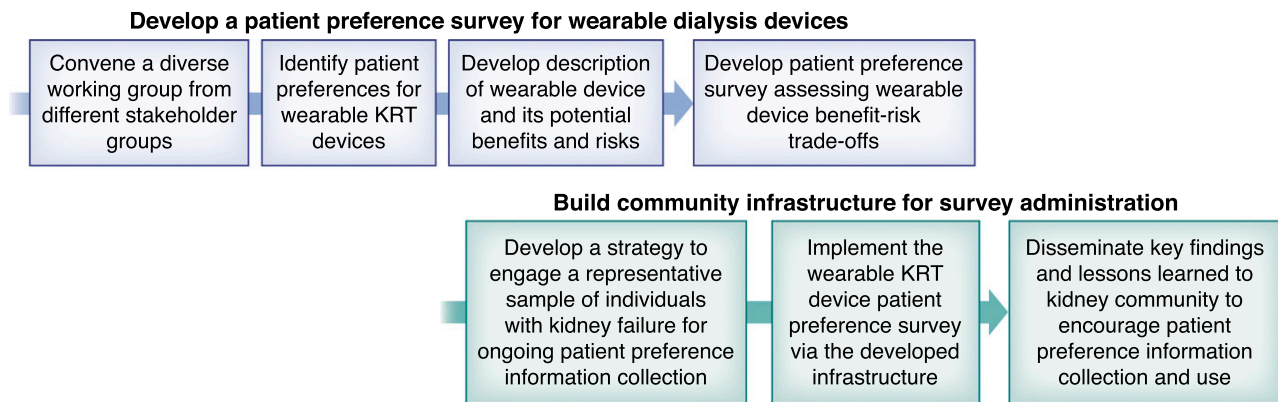 Develop a patient preference survey for wearable dialysis devices
Convene a diverse
working group from
different stakeholder
groups
Identify patient
preferences for
wearable KRT
devices
Develop description
of wearable device
and its potential
benefits and risks
Develop patient preference
survey assessing wearable
device benefit-risk
trade-offs
Build community infrastructure for survey administration
Develop a strategy to
engage a representative
sample of individuals
with kidney failure for
ongoing patient preference
information collection
Implement the
wearable KRT
device patient
preference survey
via the developed
infrastructure
Disseminate key findings
and lessons learned to
kidney community to
encourage patient
preference information
collection and use